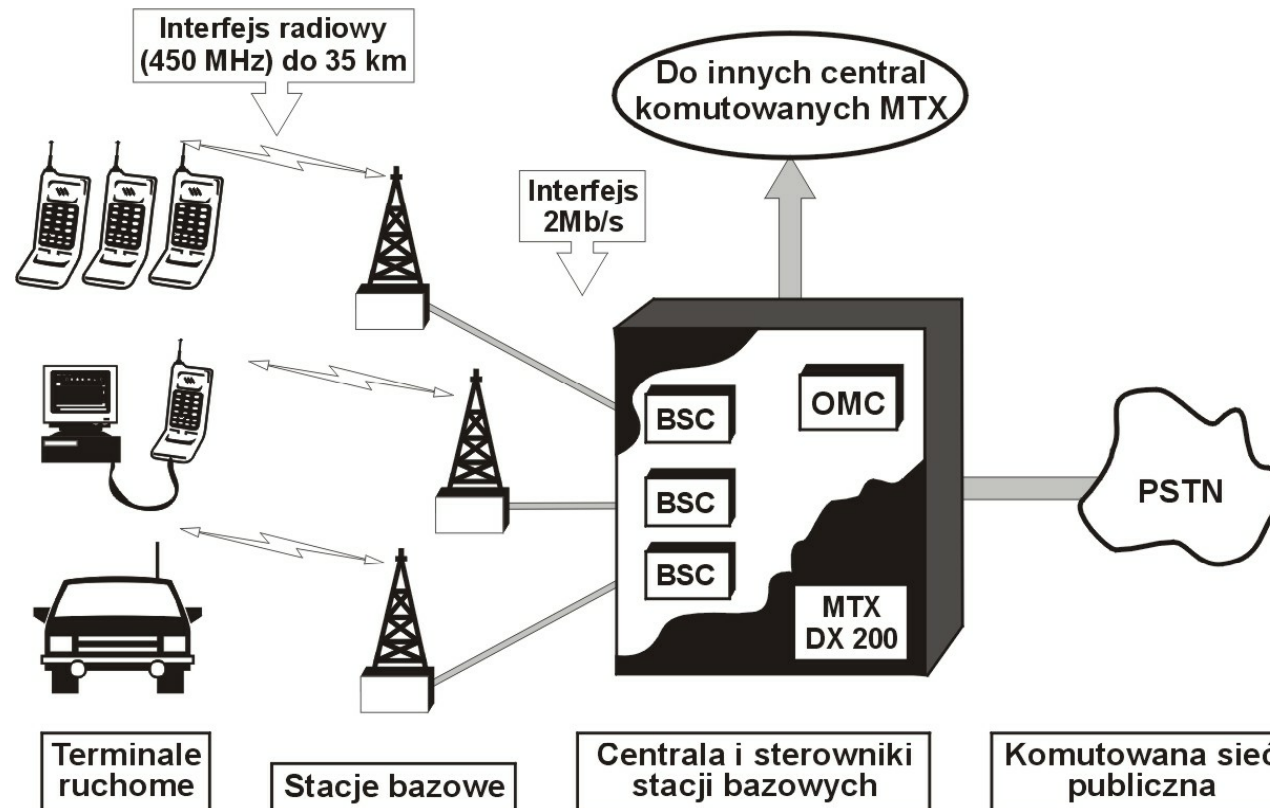 Interfejs radiowy
(450 MHz) do 35 km
Do innych central
komutowanych MTX
Interfejs
2Mb/s
BSC
OMC
BSC
BSC
MTX
DX 200
PSTN
Terminale
ruchome
Stacje bazowe
Centrala i sterowniki
stacji bazowych
Komutowana sieć
publiczna